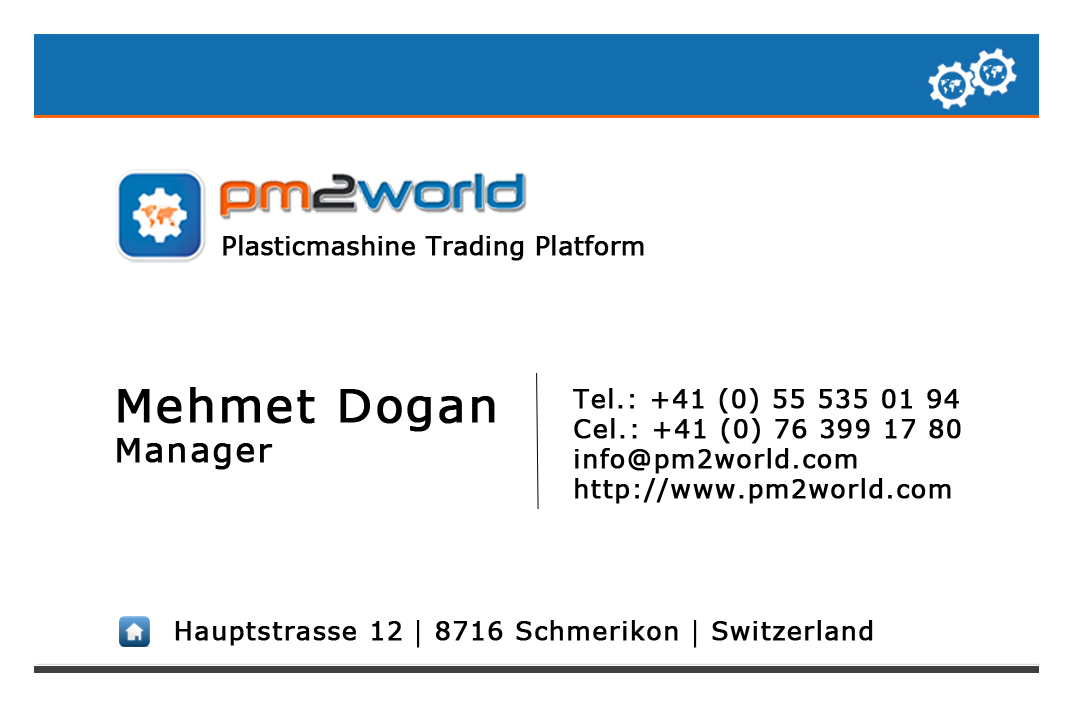 pm2world
Plasticmashine Trading Platform
Mehmet Dogan
Manager
Tel.: +41 (0) 55 535 01 94
Cel.: +41 (0) 76 399 17 80
info@pm2world.com
http://www.pm2world.com
Hauptstrasse 12 | 8716 Schmerikon | Switzerland